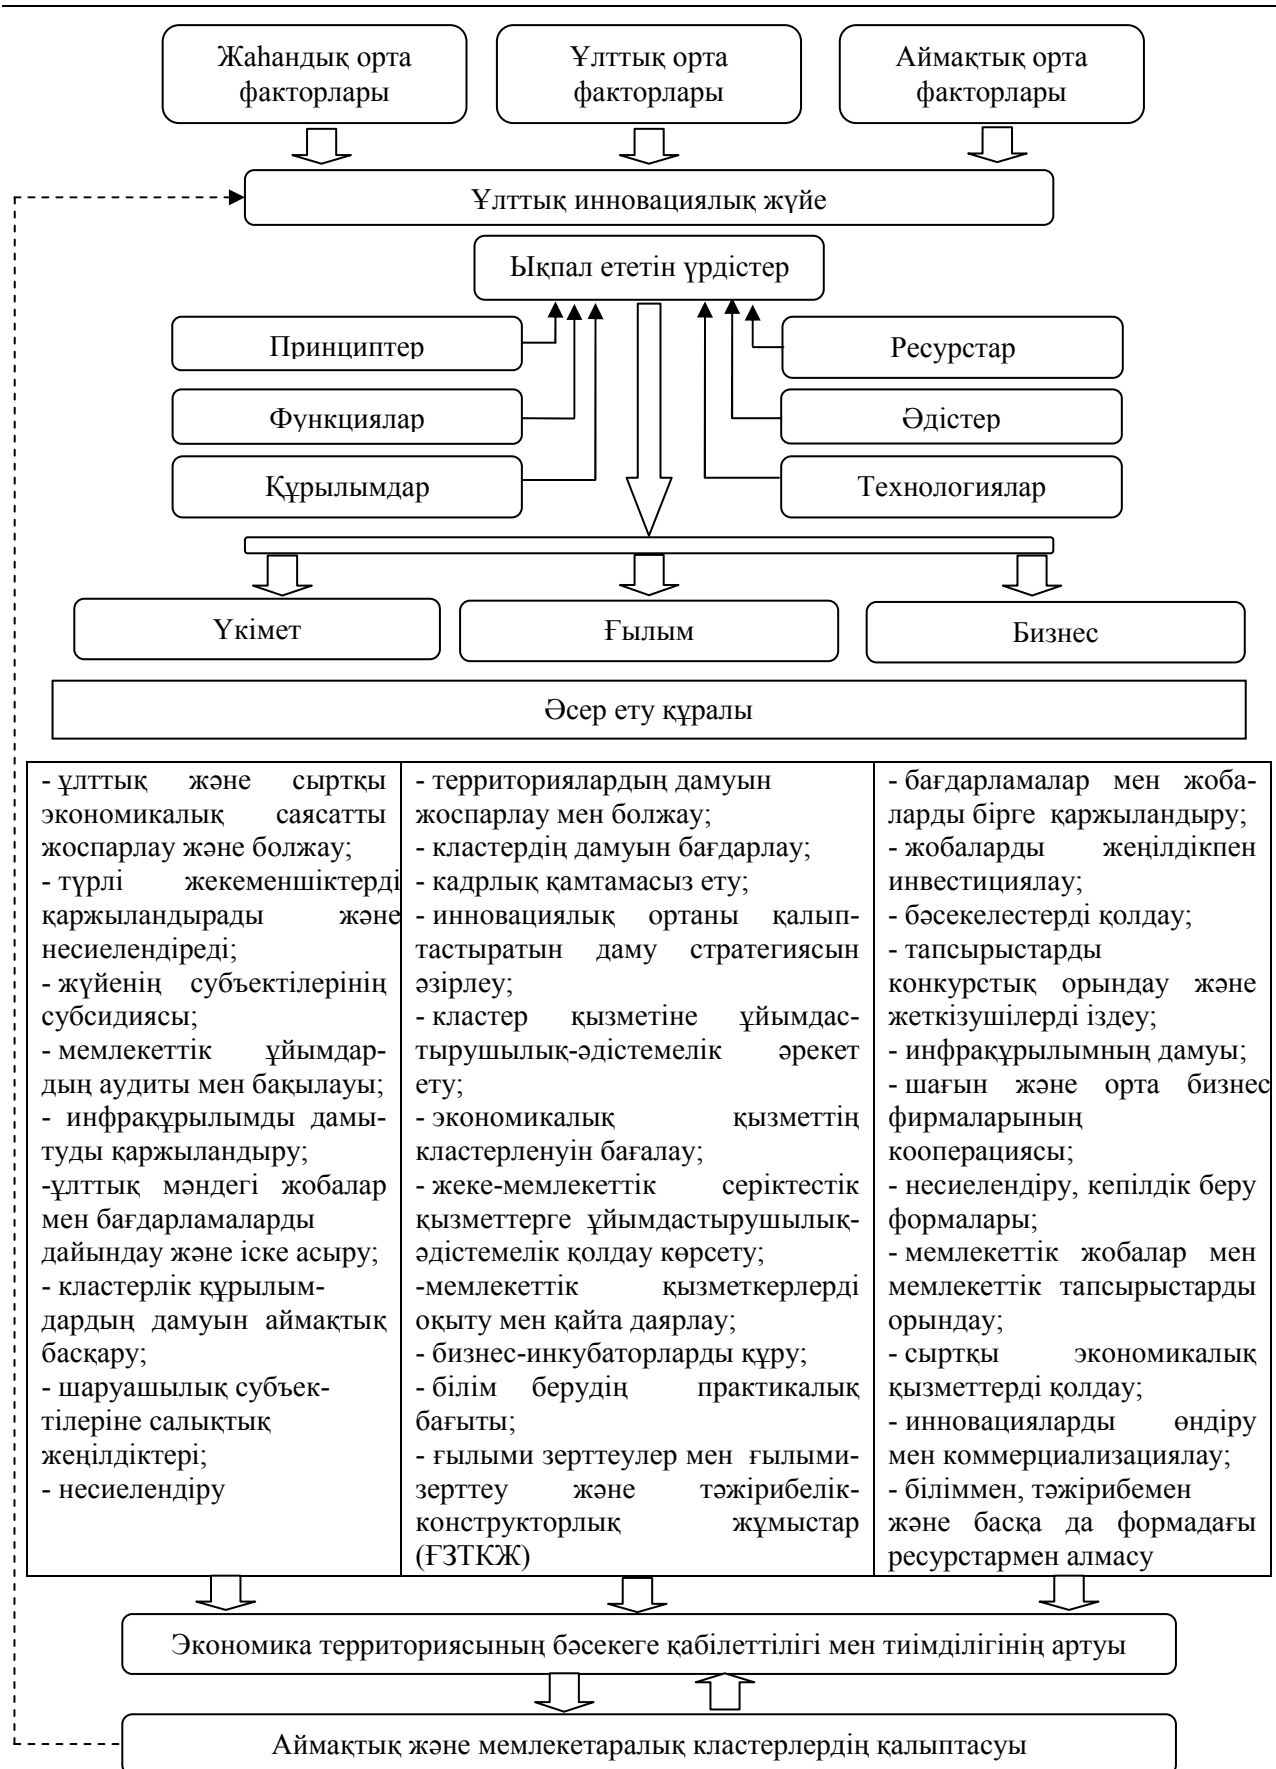 Жаһандық орта
факторлары
Ұлттық орта
факторлары
Аймақтық орта
факторлары
Ұлттық инновациялық жүйе
Ықпал ететін үрдістер
Принциптер
Ресурстар
Функциялар
Әдістер
Құрылымдар
Технологиялар
Үкімет
Ғылым
Бизнес
Әсер ету құралы
- ұлттық және сыртқы
экономикалық саясатты
жоспарлау және болжау;
- түрлі жекеменшіктерді
қаржыландырады және
несиелендіреді;
- жүйенің субъектілерінің
субсидиясы;
- мемлекеттік ұйымдар-
дың аудиты мен бақылауы;
- инфрақұрылымды дамы-
туды қаржыландыру;
-ұлттық мәндегі жобалар
мен бағдарламаларды
дайындау және іске асыру;
- кластерлік құрылым-
дардың дамуын аймақтық
басқару;
- шаруашылық субъек-
тілеріне салықтық
жеңілдіктері;
- несиелендіру
- территориялардың дамуын
жоспарлау мен болжау;
- кластердің дамуын бағдарлау;
- кадрлық қамтамасыз ету;
- инновациялық ортаны қалып-
тастыратын даму стратегиясын
әзірлеу;
- кластер қызметіне ұйымдас-
тырушылық-әдістемелік әрекет
ету;
- экономикалық қызметтің
кластерленуін бағалау;
- жеке-мемлекеттік серіктестік
қызметтерге ұйымдастырушылық-
әдістемелік қолдау көрсету;
-мемлекеттік қызметкерлерді
оқыту мен қайта даярлау;
- бизнес-инкубаторларды құру;
- білім берудің практикалық
бағыты;
- ғылыми зерттеулер мен ғылыми-
зерттеу және тәжірибелік-
конструкторлық жұмыстар
(ҒЗТКЖ)
- бағдарламалар мен жоба-
ларды бірге қаржыландыру;
- жобаларды жеңілдікпен
инвестициялау;
- бәсекелестерді қолдау;
- тапсырыстарды
конкурстық орындау және
жеткізушілерді іздеу;
- инфрақұрылымның дамуы;
- шағын және орта бизнес
фирмаларының
кооперациясы;
- несиелендіру, кепілдік беру
формалары;
- мемлекеттік жобалар мен
мемлекеттік тапсырыстарды
орындау;
- сыртқы экономикалық
қызметтерді қолдау;
- инновацияларды өндіру
мен коммерциализациялау;
- біліммен, тәжірибемен
және басқа да формадағы
ресурстармен алмасу
Экономика территориясының бәсекеге қабілеттілігі мен тиімділігінің артуы
Аймақтық және мемлекетаралық кластерлердің қалыптасуы